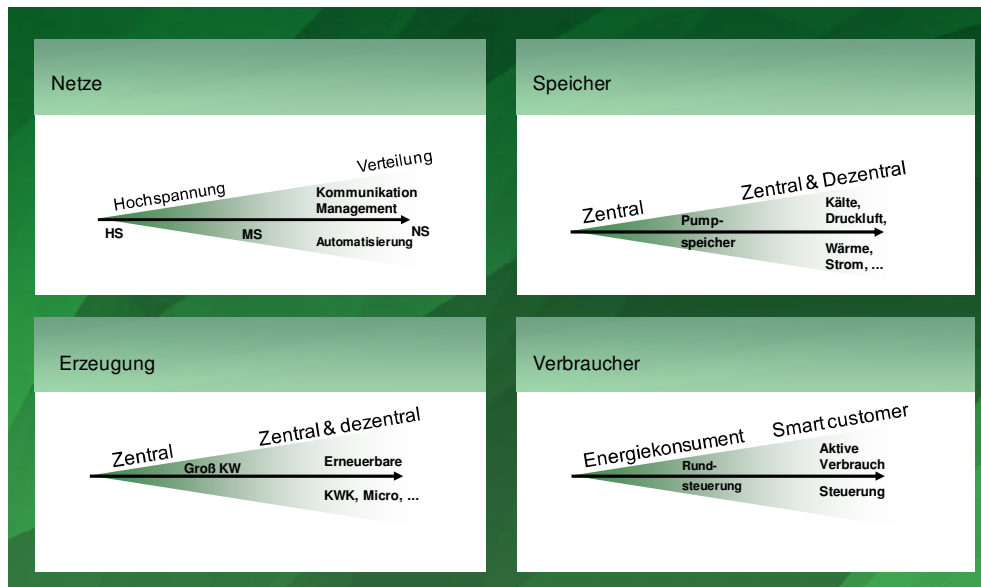 Netze
Hochspannung
Verteilung
Kommunikation
Management
HS
MS
Automatisierung
NS
Speicher
Zentral
Zentral & Dezentral
Pump-
speicher
Kälte,
Druckluft,
Wärme,
Strom, ...
Erzeugung
Zentral
Zentral & dezentral
Groß KW
Erneuerbare
KWK, Micro, ...
Verbraucher
Energiekonsument
Smart customer
Rund-
steuerung
Aktive
Verbrauch
Steuerung